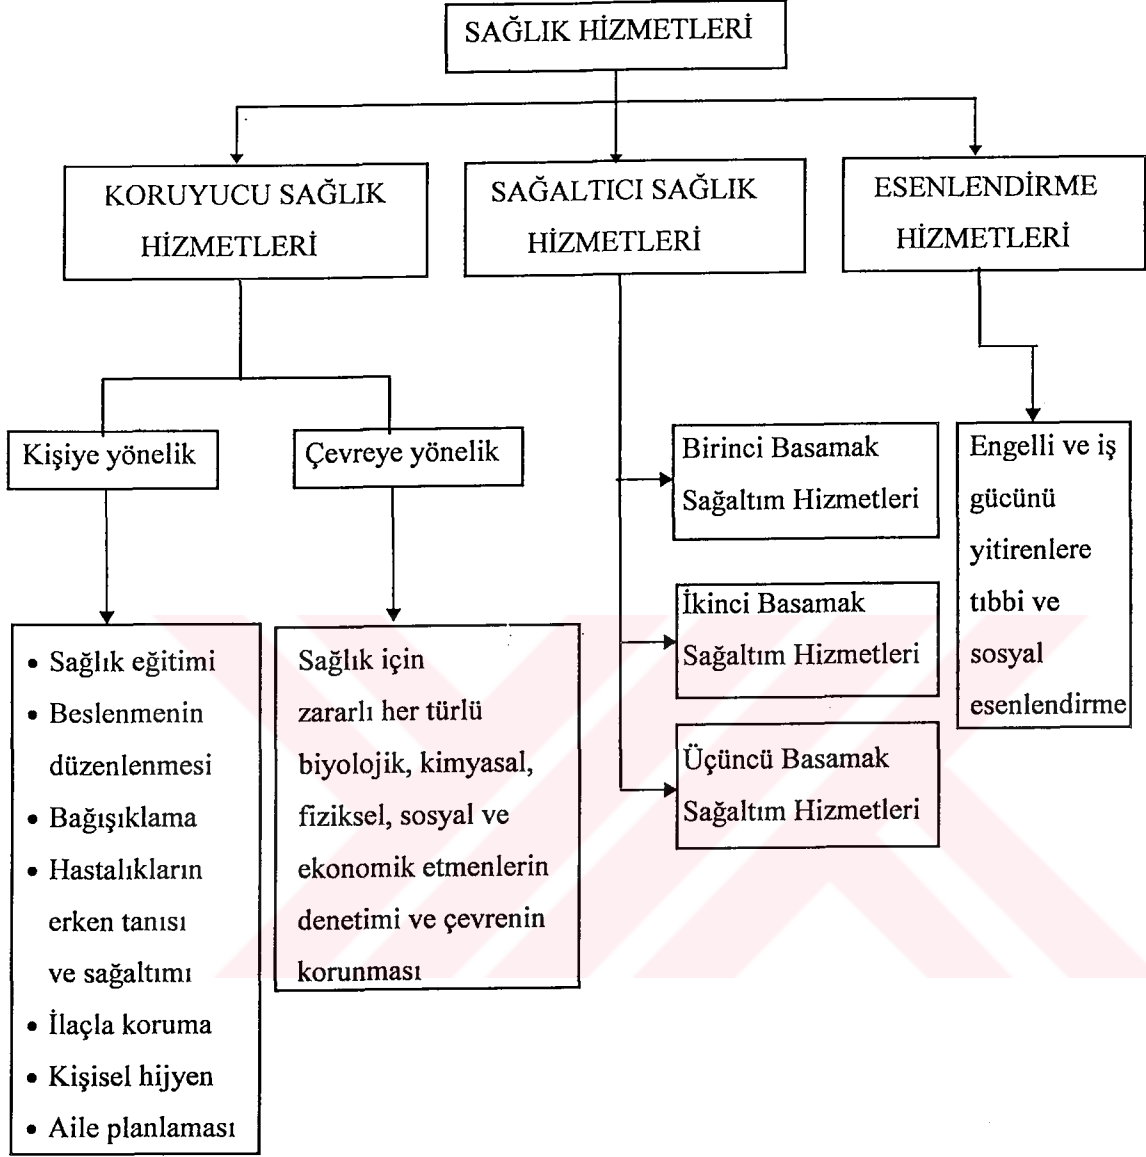 SAĞLIK HİZMETLERİ
KORUYUCU SAĞLIK
HİZMETLERİ
SAĞALTICI SAĞLIK
HİZMETLERİ
ESENLENDİRME
HİZMETLERİ
Kişiye yönelik
Çevreye yönelik
• Sağlık eğitimi
• Beslenmenin
düzenlenmesi
• Bağışıklama
• Hastalıkların
erken tanısı
ve sağaltımı
• İlaçla koruma
• Kişisel hijyen
• Aile planlaması
Sağlık için
zararlı her türlü
biyolojik, kimyasal,
fiziksel, sosyal ve
ekonomik etmenlerin
denetimi ve çevrenin
korunması
Birinci Basamak
Sağaltım Hizmetleri
İkinci Basamak
Sağaltım Hizmetleri
Üçüncü Basamak
Sağaltım Hizmetleri
Engelli ve iş
gücünü
yitirenlere
tıbbi ve
sosyal
esenlendirme